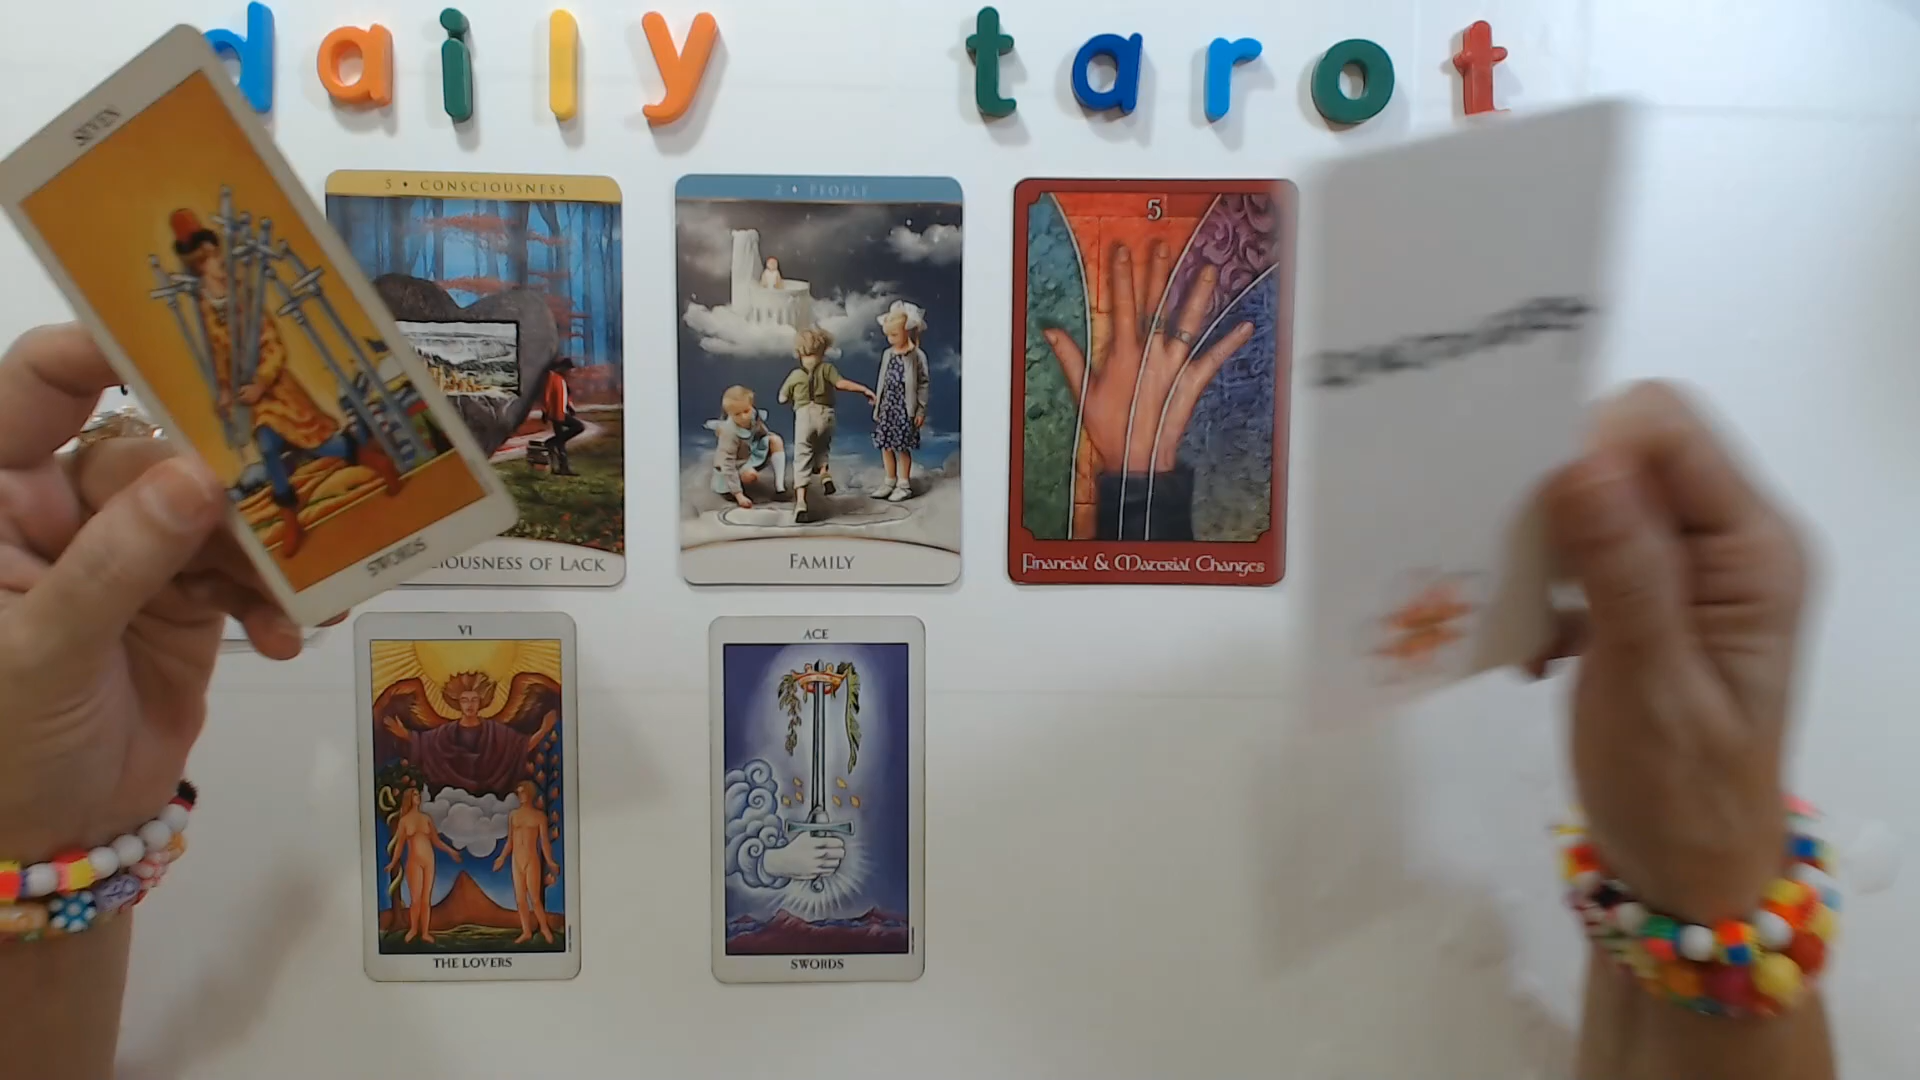 daily tarot
SEVEN
SWORDS
5 • CONSCIOUSNESS
IOUSNESS OF LACK
2 • PEOPLE
FAMILY
5
Financial & Material Changes
VI
THE LOVERS
ACE
SWORDS